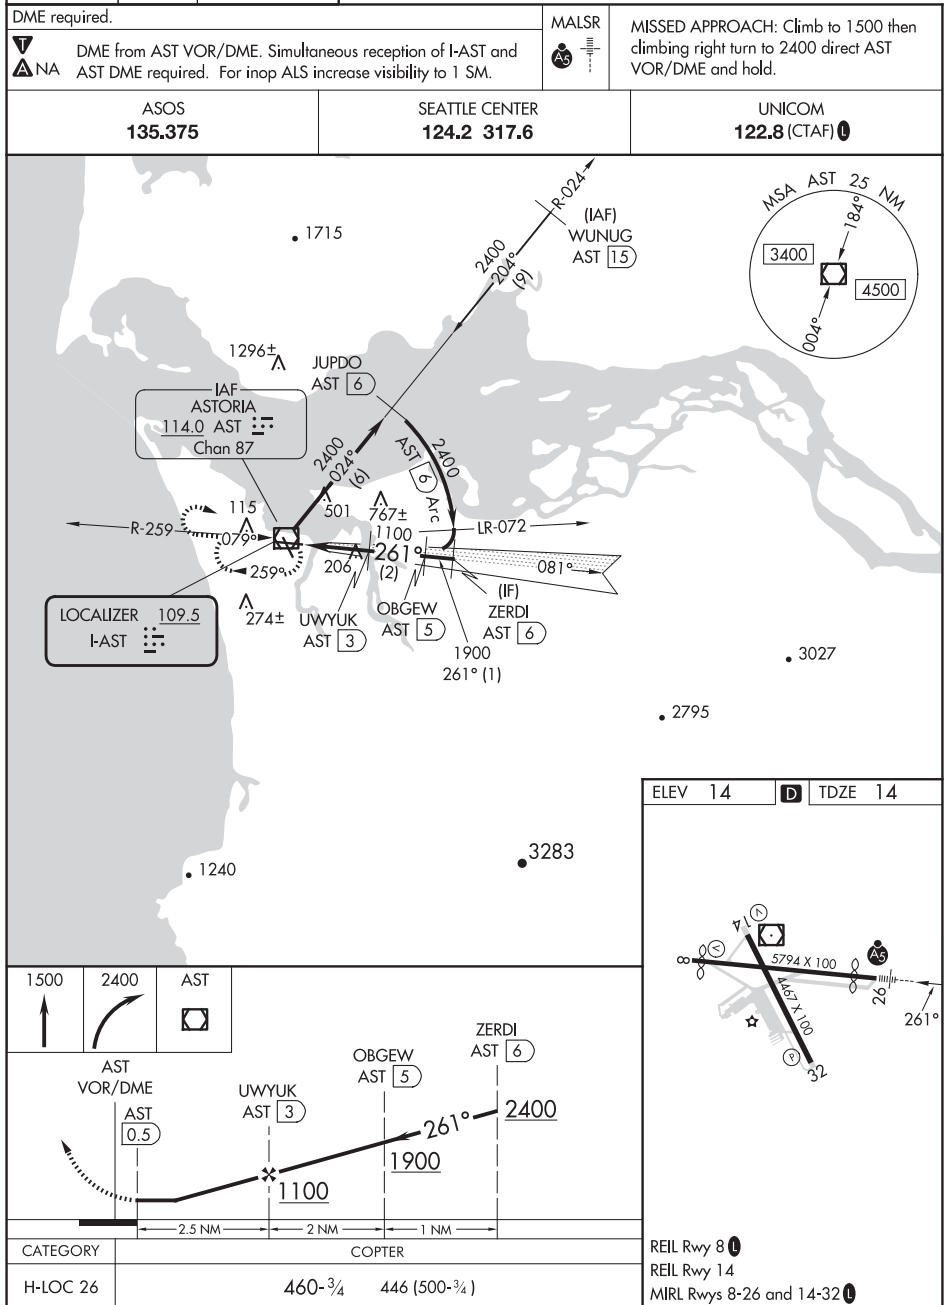 DME required.
T
A NA
DME from AST VOR/DME. Simultaneous reception of I-AST and
AST DME required. For inop ALS increase visibility to 1 SM.
MALSR
A5
MISSED APPROACH: Climb to 1500 then
climbing right turn to 2400 direct AST
VOR/DME and hold.
ASOS
135.375
SEATTLE CENTER
124.2 317.6
UNICOM
122.8 (CTAF) L
MSA AST 25 NM
184°
3400
4500
004°
R-024
(IAF)
WUNUG
AST 15
2400
204°
(9)
1715
1296±
JUPDO
AST 6
IAF
ASTORIA
114.0 AST
Chan 87
2400
024°
(6)
2400
AST 6 Arc
115
501
767±
R-259
079°
259°
1100
261°
(2)
LR-072
081°
206
274±
LOCALIZER 109.5
I-AST
UWYUK
AST 3
OBGEW
AST 5
(IF)
ZERDI
AST 6
1900
261° (1)
3027
2795
3283
1240
ELEV 14
D
TDZE 14
14
V
V
8
5794 X 100
A5
26
261°
4467 X 100
P
32
1500
2400
AST
AST
VOR/DME
AST
0.5
UWYUK
AST 3
OBGEW
AST 5
ZERDI
AST 6
261°
2400
1900
1100
2.5 NM
2 NM
1 NM
CATEGORY
COPTER
H-LOC 26
460-¾ 446 (500-¾)
REIL Rwy 8 L
REIL Rwy 14
MIRL Rwys 8-26 and 14-32 L